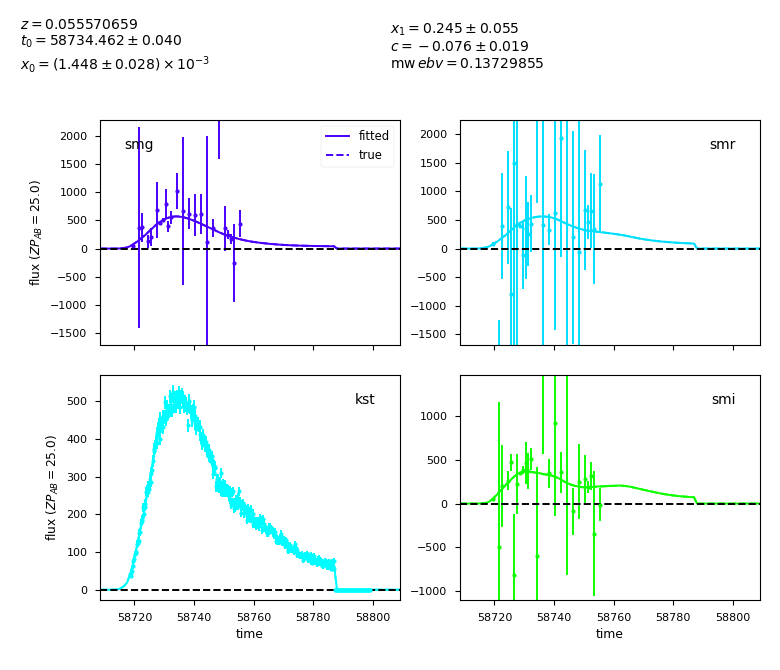 z = 0.055570659
t₀ = 58734.462 ± 0.040
x₀ = (1.448 ± 0.028) × 10⁻³
x₁ = 0.245 ± 0.055
c = −0.076 ± 0.019
mw ebv = 0.13729855
smg
fitted
true
flux (ZP_AB = 25.0)
2000
1500
1000
500
0
−500
−1000
−1500
smr
2000
1500
1000
500
0
−500
−1000
−1500
kst
flux (ZP_AB = 25.0)
500
400
300
200
100
0
58720 58740 58760 58780 58800
time
smi
1000
500
0
−500
−1000
58720 58740 58760 58780 58800
time